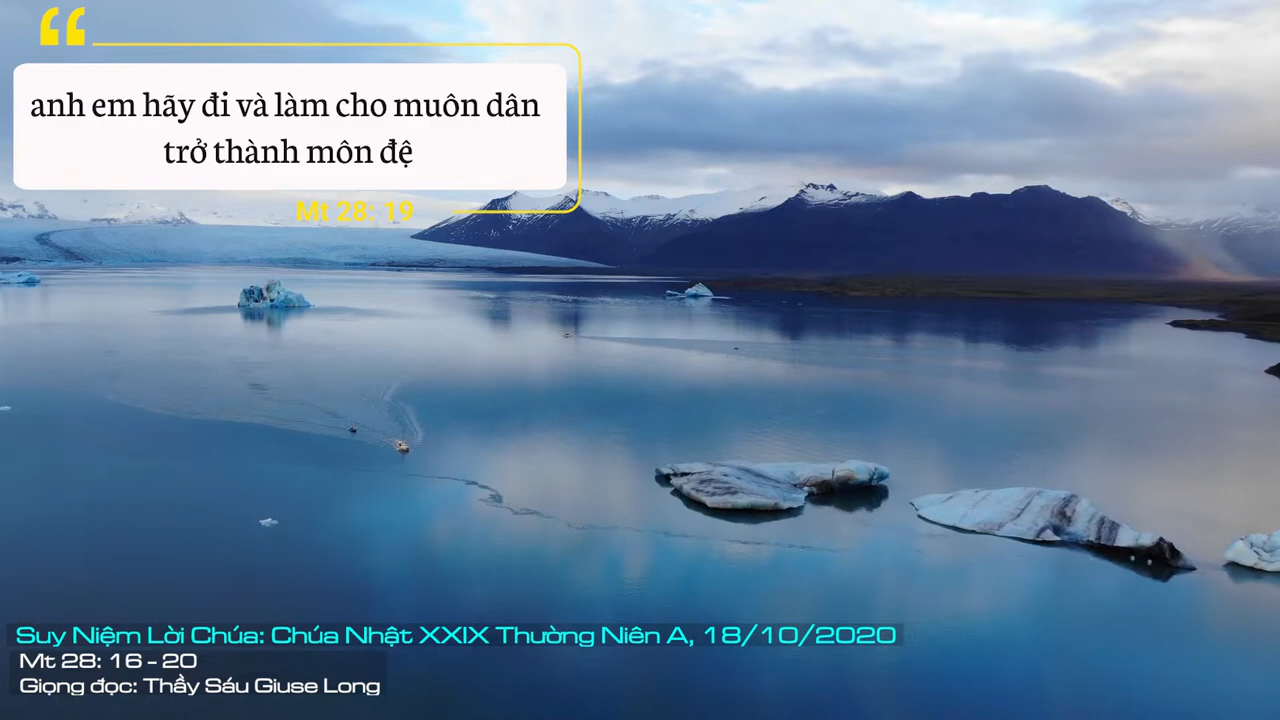 anh em hãy đi và làm cho muôn dân
trở thành môn đệ
Mt 28: 19
Suy Niệm Lời Chúa: Chúa Nhật XXIX Thường Niên A, 18/10/2020
Mt 28: 16 - 20
Giọng đọc: Thầy Sáu Giuse Long